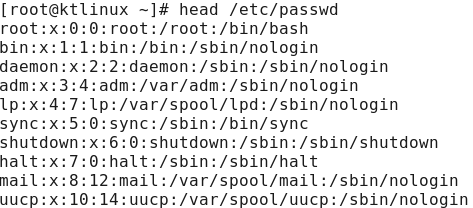 [root@ktlinux ~]# head /etc/passwd
root:x:0:0:root:/root:/bin/bash
bin:x:1:1:bin:/bin:/sbin/nologin
daemon:x:2:2:daemon:/sbin:/sbin/nologin
adm:x:3:4:adm:/var/adm:/sbin/nologin
lp:x:4:7:lp:/var/spool/lpd:/sbin/nologin
sync:x:5:0:sync:/sbin:/bin/sync
shutdown:x:6:0:shutdown:/sbin:/sbin/shutdown
halt:x:7:0:halt:/sbin:/sbin/halt
mail:x:8:12:mail:/var/spool/mail:/sbin/nologin
uucp:x:10:14:uucp:/var/spool/uucp:/sbin/nologin